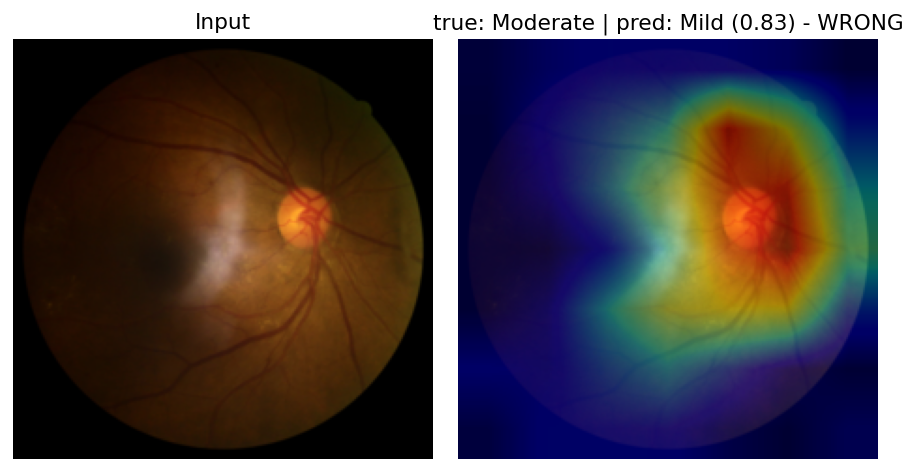 Input
true: Moderate | pred: Mild (0.83) - WRONG